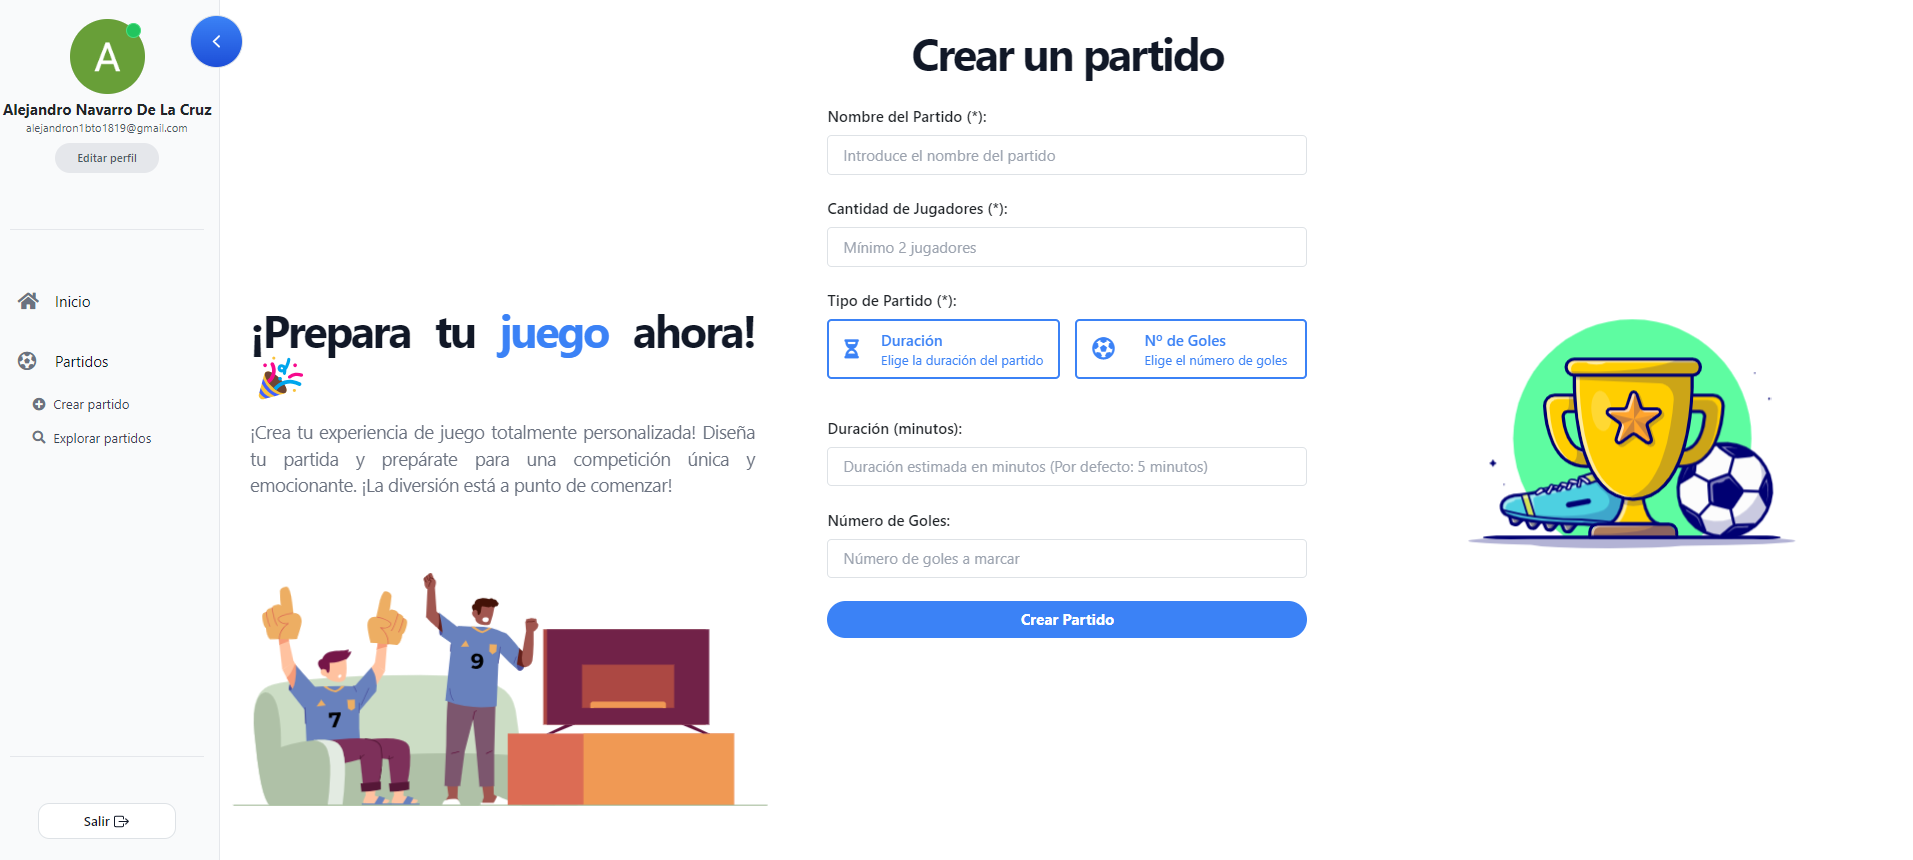 A
Alejandro Navarro De La Cruz
alejandron1bto1819@gmail.com
Editar perfil
Inicio
Partidos
Crear partido
Explorar partidos
Salir
¡Prepara tu juego ahora!
¡Crea tu experiencia de juego totalmente personalizada! Diseña
tu partida y prepárate para una competición única y
emocionante. ¡La diversión está a punto de comenzar!
7
9
Crear un partido
Nombre del Partido (*):
Introduce el nombre del partido
Cantidad de Jugadores (*):
Mínimo 2 jugadores
Tipo de Partido (*):
Duración
Elige la duración del partido
Nº de Goles
Elige el número de goles
Duración (minutos):
Duración estimada en minutos (Por defecto: 5 minutos)
Número de Goles:
Número de goles a marcar
Crear Partido